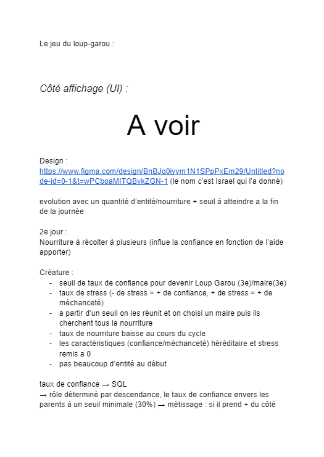 Le jeu du loup-garou :
Côté affichage (UI) :
A voir
Design :
https://www.figma.com/design/BnBJq0ivvm1N1SPpPxEm29/Untitled?no
de-id=0-1&t=wPCboaMITQBvkZGN-1 (le nom c'est Israel qui l'a donné)
evolution avec un quantité d'entité/nourriture + seuil á atteindre a la fin
de la journée
2e jour :
Nourriture á récolter á plusieurs (influe la confiance en fonction de l'aide
apporter)
Créature :
- seuil de taux de confiance pour devenir Loup Garou (3e)/maire(3e)
- taux de stress (- de stress = + de confiance, + de stress = + de
méchanceté)
- a partir d'un seuil on les réunit et on choisi un maire puis ils
cherchent tous la nourriture
- taux de nourriture baisse au cours du cycle
- les caractéristiques (confiance/méchanceté) héréditaire et stress
remis a 0
- pas beaucoup d'entité au début
taux de confiance → SQL
→ rôle déterminé par descendance, le taux de confiance envers les
parents á un seuil minimale (30%) → métissage : si il prend + du côté